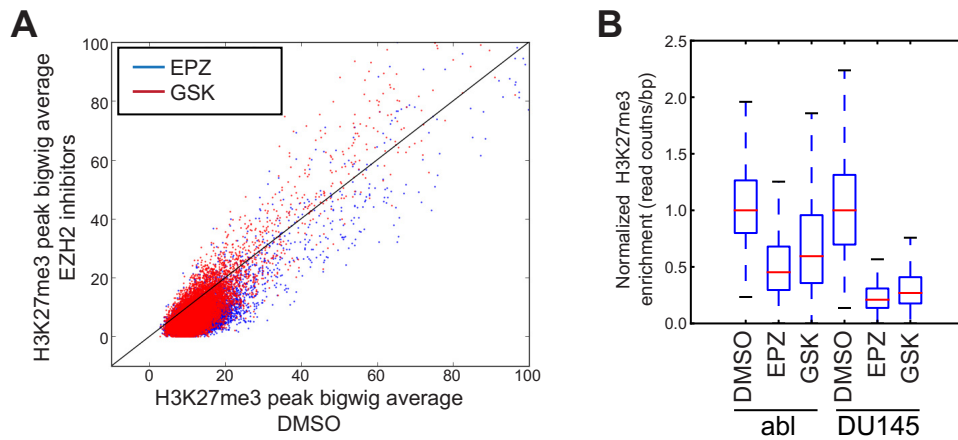 A
H3K27me3 peak bigwig average
EZH2 inhibitors
100
80
60
40
20
0
EPZ
GSK
0
20
40
60
80
100
H3K27me3 peak bigwig average
DMSO
B
Normalized H3K27me3
enrichment (read coutns/bp)
2.5
2.0
1.5
1.0
0.5
0.0
DMSO
EPZ
GSK
DMSO
EPZ
GSK
abl
DU145